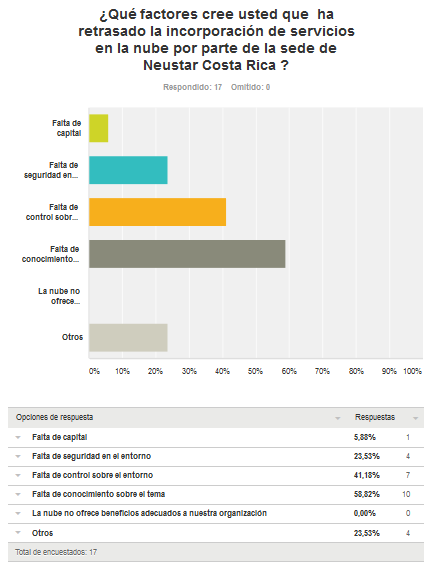 ¿Qué factores cree usted que ha
retrasado la incorporación de servicios
en la nube por parte de la sede de
Neustar Costa Rica ?
Respondido: 17 Omitido: 0
Falta de
capital
Falta de
seguridad en...
Falta de
control sobr...
Falta de
conocimiento...
La nube no
ofrece...
Otros
0% 10% 20% 30% 40% 50% 60% 70% 80% 90% 100%
Opciones de respuesta Respuestas
Falta de capital 5,88% 1
Falta de seguridad en el entorno 23,53% 4
Falta de control sobre el entorno 41,18% 7
Falta de conocimiento sobre el tema 58,82% 10
La nube no ofrece beneficios adecuados a nuestra organización 0,00% 0
Otros 23,53% 4
Total de encuestados: 17